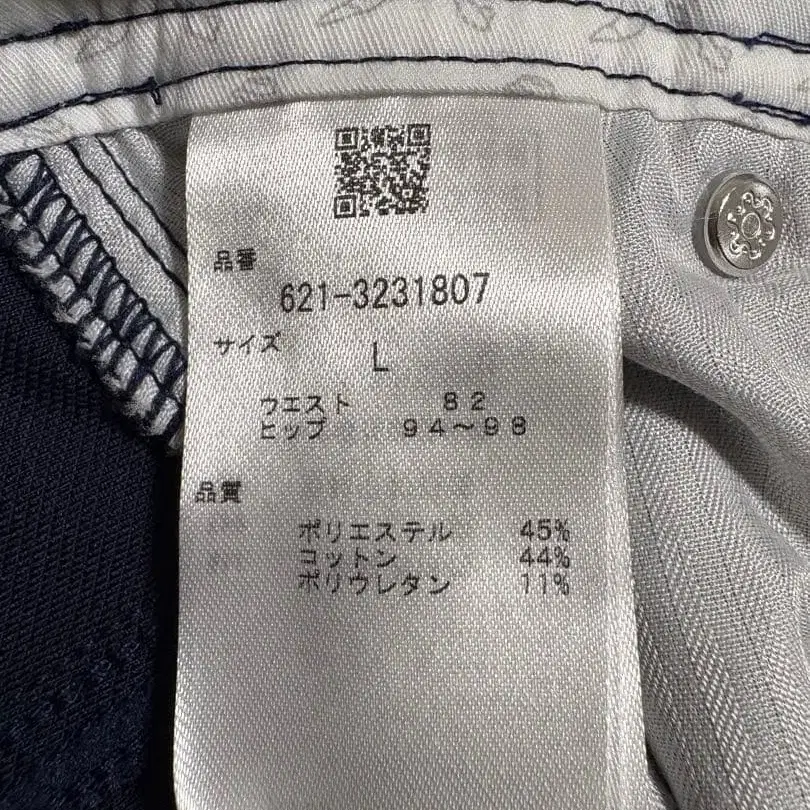 品番
621-3231807
サイズ L
ウエスト 82
ヒップ 94～98
品質
ポリエステル 45%
コットン 44%
ポリウレタン 11%